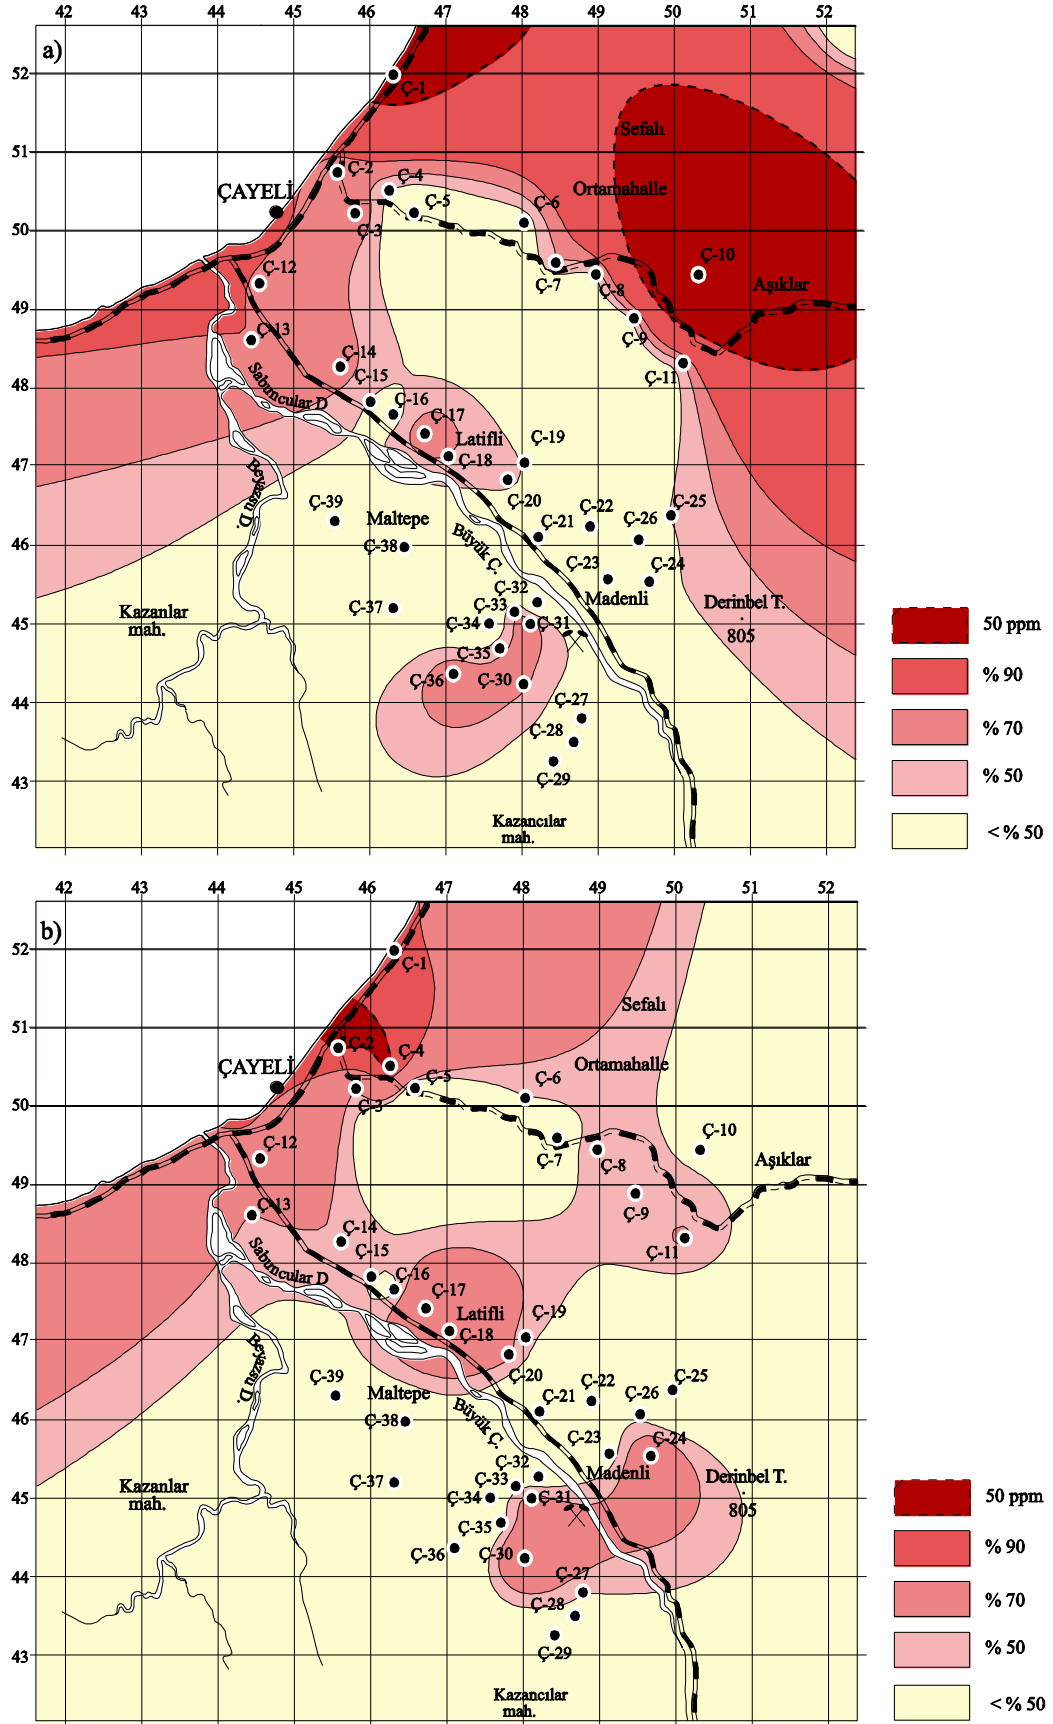 42 43 44 45 46 47 48 49 50 51 52
a)
52
Ç-1
Sefalı
51
Ç-2
Ç-4
ÇAYELİ
Ortamahalle
Ç-5
Ç-6
50
Ç-3
Ç-12
Ç-10
Ç-7
Ç-8
Aşıklar
49
Ç-13
Ç-9
Ç-14
Ç-15
Ç-11
48
Sabuncular D
Ç-16
Ç-17
Latifli
Ç-19
47
Ç-18
Beyazsu D.
Ç-39
Ç-20
Ç-22
Ç-25
Maltepe
Ç-21
Ç-26
46
Ç-38
Büyük Ç.
Ç-23
Ç-24
Ç-32
Ç-37
Ç-33
Madenli
Derinbel T.
805
Kazanlar
mah.
45
Ç-34
Ç-31
Ç-35
Ç-36
Ç-30
44
Ç-27
Ç-28
43
Ç-29
Kazancılar
mah.
50 ppm
% 90
% 70
% 50
< % 50
42 43 44 45 46 47 48 49 50 51 52
b)
52
Ç-1
Sefalı
51
Ç-2
Ç-4
ÇAYELİ
Ortamahalle
Ç-5
Ç-6
50
Ç-3
Ç-12
Ç-10
Ç-7
Ç-8
Aşıklar
49
Ç-13
Ç-9
Ç-14
Ç-15
Ç-11
48
Sabuncular D
Ç-16
Ç-17
Latifli
Ç-19
47
Ç-18
Beyazsu D.
Ç-39
Ç-20
Ç-22
Ç-25
Maltepe
Ç-21
Ç-26
46
Ç-38
Büyük Ç.
Ç-23
Ç-24
Ç-32
Ç-37
Ç-33
Madenli
Derinbel T.
805
Kazanlar
mah.
45
Ç-34
Ç-31
Ç-35
Ç-36
Ç-30
44
Ç-27
Ç-28
43
Ç-29
Kazancılar
mah.
50 ppm
% 90
% 70
% 50
< % 50